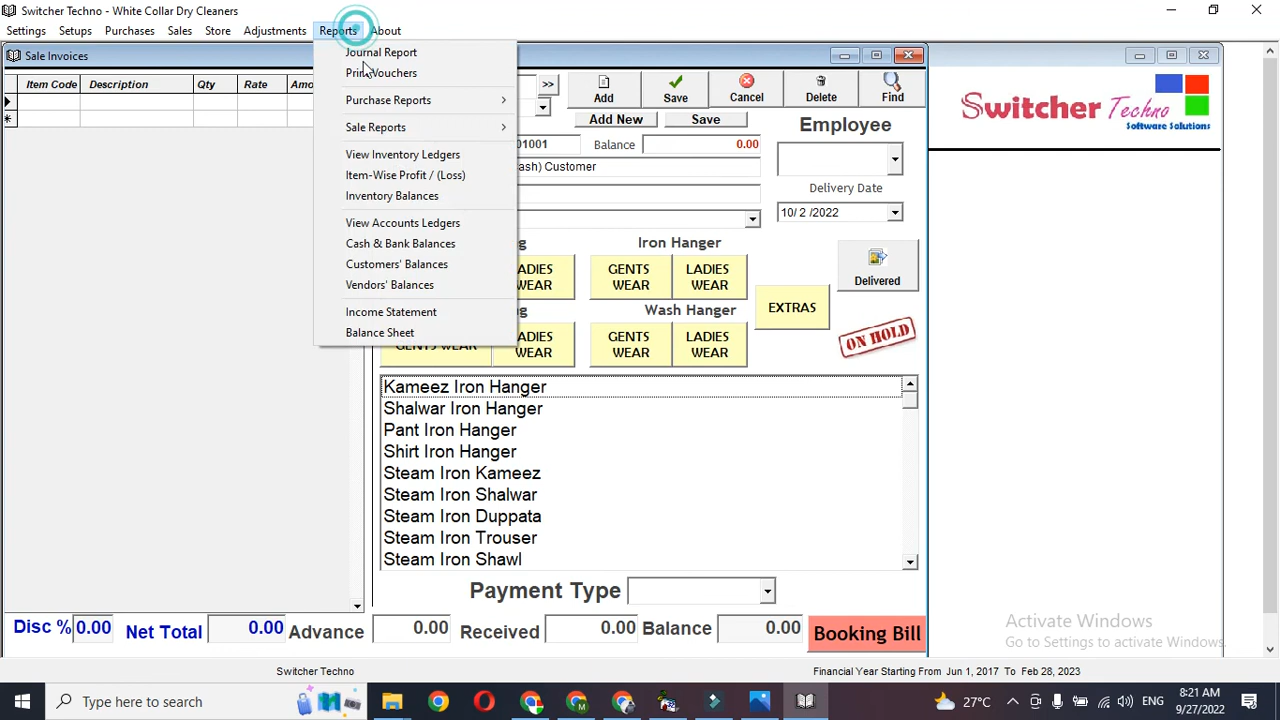 Switcher Techno - White Collar Dry Cleaners
Settings Setups Purchases Sales Store Adjustments Reports About
Sale Invoices
Item Code Description Qty Rate
Journal Report
Print Vouchers
Purchase Reports
Sale Reports
View Inventory Ledgers
Item-Wise Profit / (Loss)
Inventory Balances
View Accounts Ledgers
Cash & Bank Balances
Customers' Balances
Vendors' Balances
Income Statement
Balance Sheet
>>
Add Save Cancel Delete Find
Add New Save
01001 Balance 0.00
ash) Customer
Employee
Delivery Date
10/ 2 /2022
Iron Hanger
GENTS WEAR
LADIES WEAR
Wash Hanger
GENTS WEAR
LADIES WEAR
EXTRAS
Delivered
ON HOLD
Kameez Iron Hanger
Shalwar Iron Hanger
Pant Iron Hanger
Shirt Iron Hanger
Steam Iron Kameez
Steam Iron Shalwar
Steam Iron Duppata
Steam Iron Trouser
Steam Iron Shawl
Payment Type
Disc % 0.00 Net Total 0.00 Advance 0.00 Received 0.00 Balance 0.00 Booking Bill
Switcher Techno
Software Solutions
Activate Windows
Go to Settings to activate Windows.
Switcher Techno Financial Year Starting From Jun 1, 2017 To Feb 28, 2023
Type here to search
27°C ENG 8:21 AM
9/27/2022